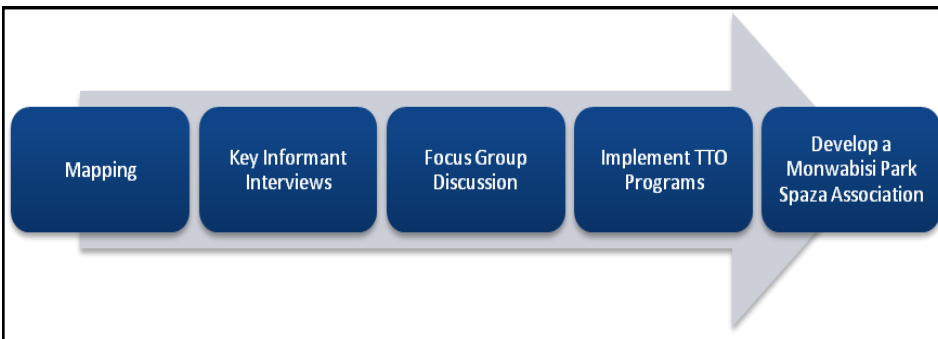 Mapping
Key Informant
Interviews
Focus Group
Discussion
Implement TTO
Programs
Develop a
Monwabisi Park
Spaza Association